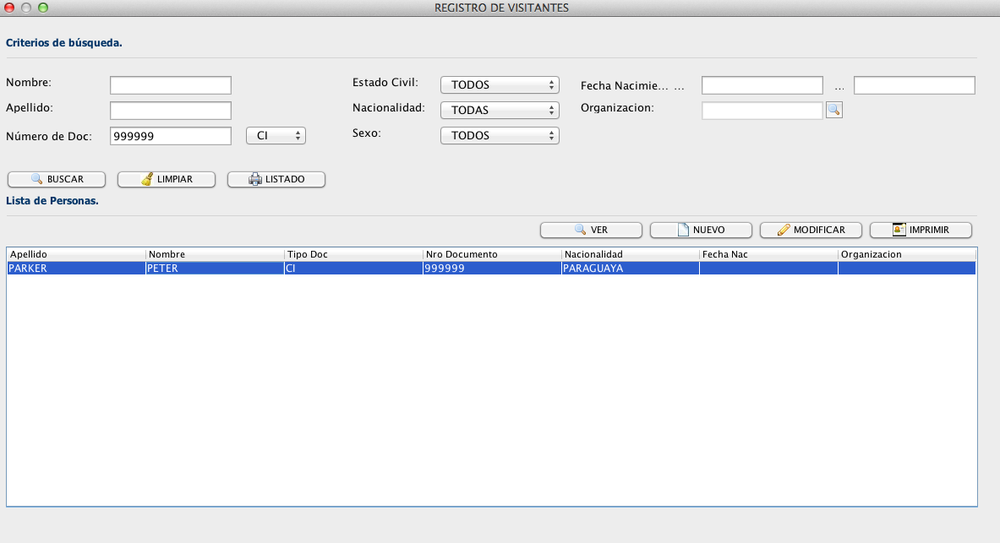 REGISTRO DE VISITANTES
Criterios de búsqueda.
Nombre: Estado Civil: TODOS Fecha Nacimie... ... ...
Apellido: Nacionalidad: TODAS Organizacion:
Número de Doc: 999999 CI Sexo: TODOS
BUSCAR LIMPIAR LISTADO
Lista de Personas.
VER NUEVO MODIFICAR IMPRIMIR
Apellido Nombre Tipo Doc Nro Documento Nacionalidad Fecha Nac Organizacion
PARKER PETER CI 999999 PARAGUAYA